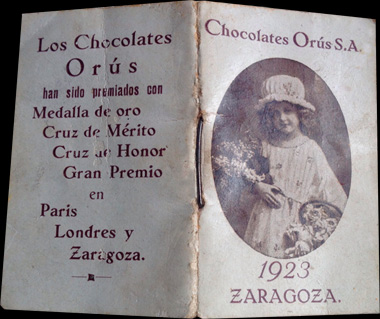 Los Chocolates
Orús
han sido premiados con
Medalla de oro
Cruz de Mérito
Cruz de Honor
Gran Premio
en
Paris
Londres y
Zaragoza.
Chocolates Orús S.A.
1923
ZARAGOZA.